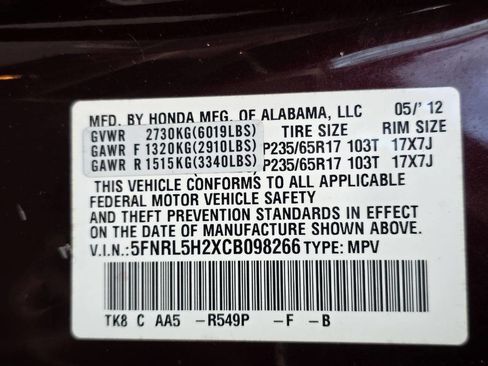 MFD. BY HONDA MFG. OF ALABAMA, LLC 05/'12
GVWR 2730KG(6019LBS) TIRE SIZE RIM SIZE
GAWR F 1320KG(2910LBS) P235/65R17 103T 17X7J
GAWR R 1515KG(3340LBS) P235/65R17 103T 17X7J
THIS VEHICLE CONFORMS TO ALL APPLICABLE
FEDERAL MOTOR VEHICLE SAFETY
AND THEFT PREVENTION STANDARDS IN EFFECT
ON THE DATE OF MANUFACTURE SHOWN ABOVE.
V.I.N.:5FNRL5H2XCB098266 TYPE: MPV
TK8 C AA5 -R549P -F -B